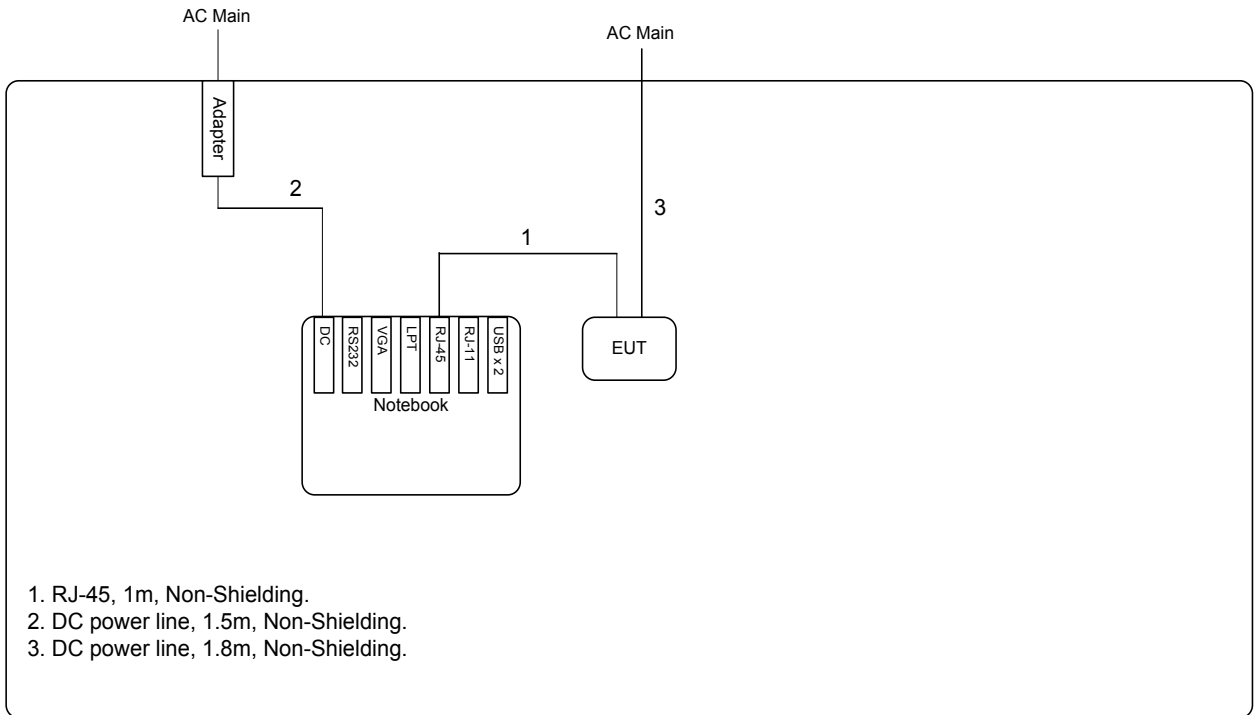 AC Main
AC Main
Adapter
2
3
1
DC
RS232
VGA
LPT
RJ-45
RJ-11
USB x 2
EUT
Notebook
1. RJ-45, 1m, Non-Shielding.
2. DC power line, 1.5m, Non-Shielding.
3. DC power line, 1.8m, Non-Shielding.